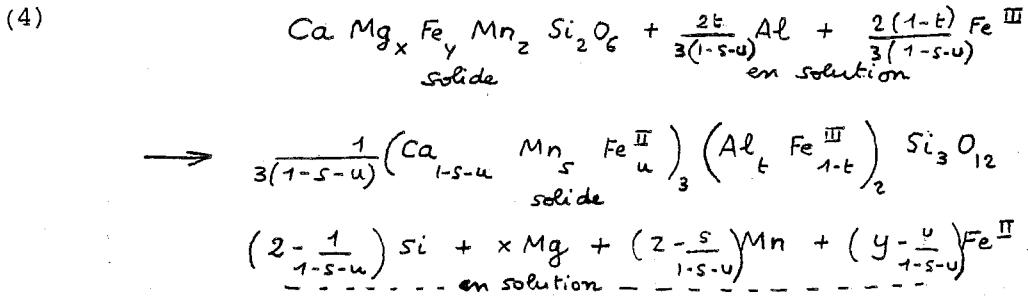 (4) Ca Mg_x Fe_y Mn_z Si_2 O_6 + 2t/3(1-s-u) Al + 2(1-t)/3(1-s-u) Fe^III
solide en solution
⟶ 1/3(1-s-u) (Ca_1-s-u Mn_s Fe^II_u)_3 (Al_t Fe^III_1-t)_2 Si_3 O_12
solide
(2 - 1/1-s-u) Si + x Mg + (z - s/1-s-u) Mn + (y - u/1-s-u) Fe^II
- - - - - - en solution - - - - - - - - - -